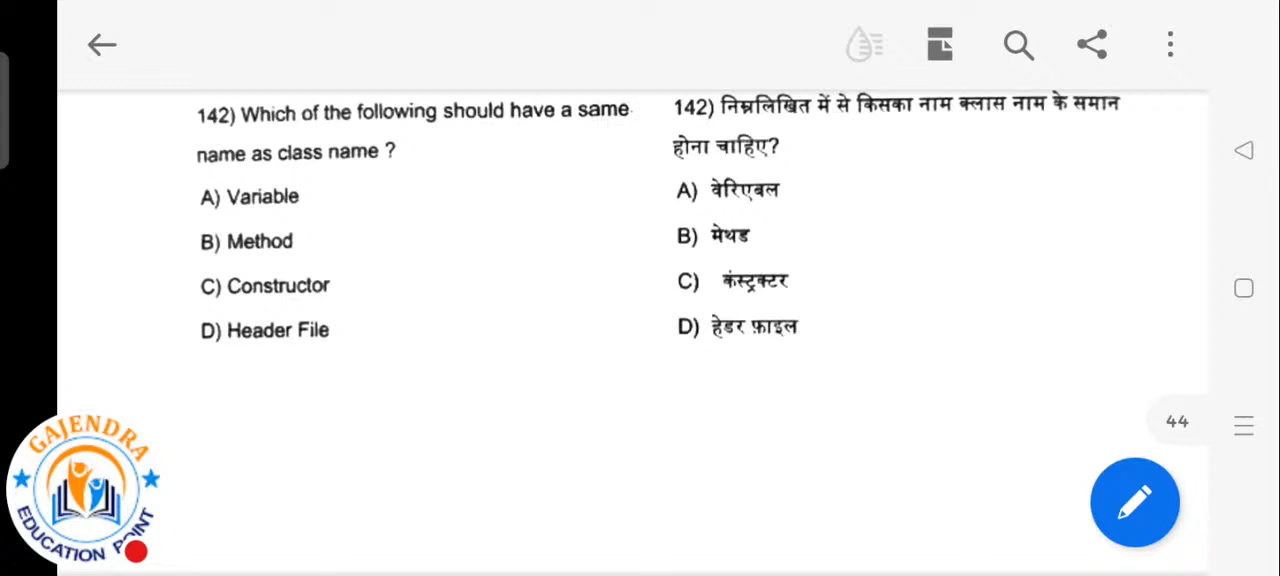 142) Which of the following should have a same
name as class name ?
A) Variable
B) Method
C) Constructor
D) Header File
142) निम्नलिखित में से किसका नाम क्लास नाम के समान
होना चाहिए?
A) वेरिएबल
B) मेथड
C) कंस्ट्रक्टर
D) हेडर फ़ाइल
44
GAJENDRA
EDUCATION POINT